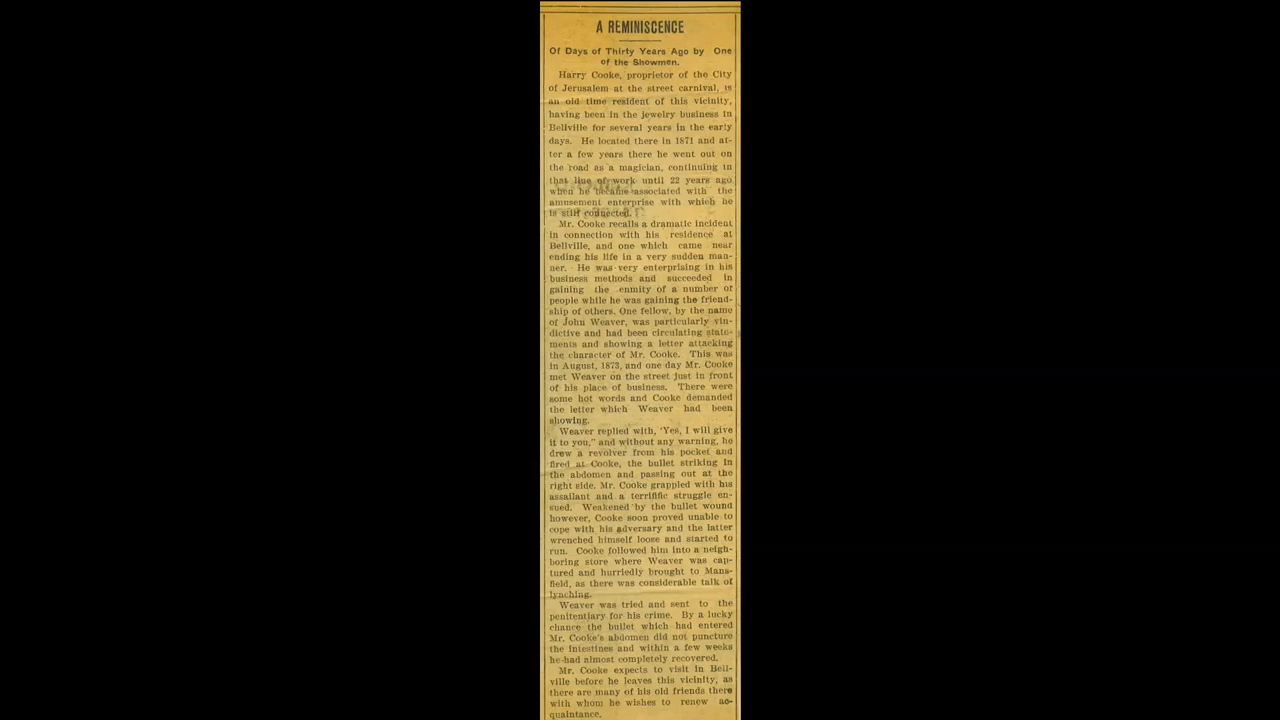 A REMINISCENCE
Of Days of Thirty Years Ago by One
of the Showmen.
Harry Cooke, proprietor of the City
of Jerusalem at the street carnival, is
an old time resident of this vicinity,
having been in the jewelry business in
Bellville for several years in the early
days. He located there in 1871 and af-
ter a few years there he went out on
the road as a magician, continuing in
that line of work until 22 years ago
when he became associated with the
amusement enterprise with which he
is still connected.
Mr. Cooke recalls a dramatic incident
in connection with his residence at
Bellville, and one which came near
ending his life in a very sudden man-
ner. He was very enterprising in his
business methods and succeeded in
gaining the enmity of a number of
people while he was gaining the friend-
ship of others. One fellow, by the name
of John Weaver, was particularly vin-
dictive and had been circulating state-
ments and showing a letter attacking
the character of Mr. Cooke. This was
in August, 1873, and one day Mr. Cooke
met Weaver on the street just in front
of his place of business. There were
some hot words and Cooke demanded
the letter which Weaver had been
showing.
Weaver replied with, 'Yes, I will give
it to you," and without any warning, he
drew a revolver from his pocket and
fired at Cooke, the bullet striking in
the abdomen and passing out at the
right side. Mr. Cooke grappled with his
assailant and a terriffic struggle en-
sued. Weakened by the bullet wound
however, Cooke soon proved unable to
cope with his adversary and the latter
wrenched himself loose and started to
run. Cooke followed him into a neigh-
boring store where Weaver was cap-
tured and hurriedly brought to Mans-
field, as there was considerable talk of
lynching.
Weaver was tried and sent to the
penitentiary for his crime. By a lucky
chance the bullet which had entered
Mr. Cooke's abdomen did not puncture
the intestines and within a few weeks
he had almost completely recovered.
Mr. Cooke expects to visit in Bell-
ville before he leaves this vicinity, as
there are many of his old friends there
with whom he wishes to renew ac-
quaintance.